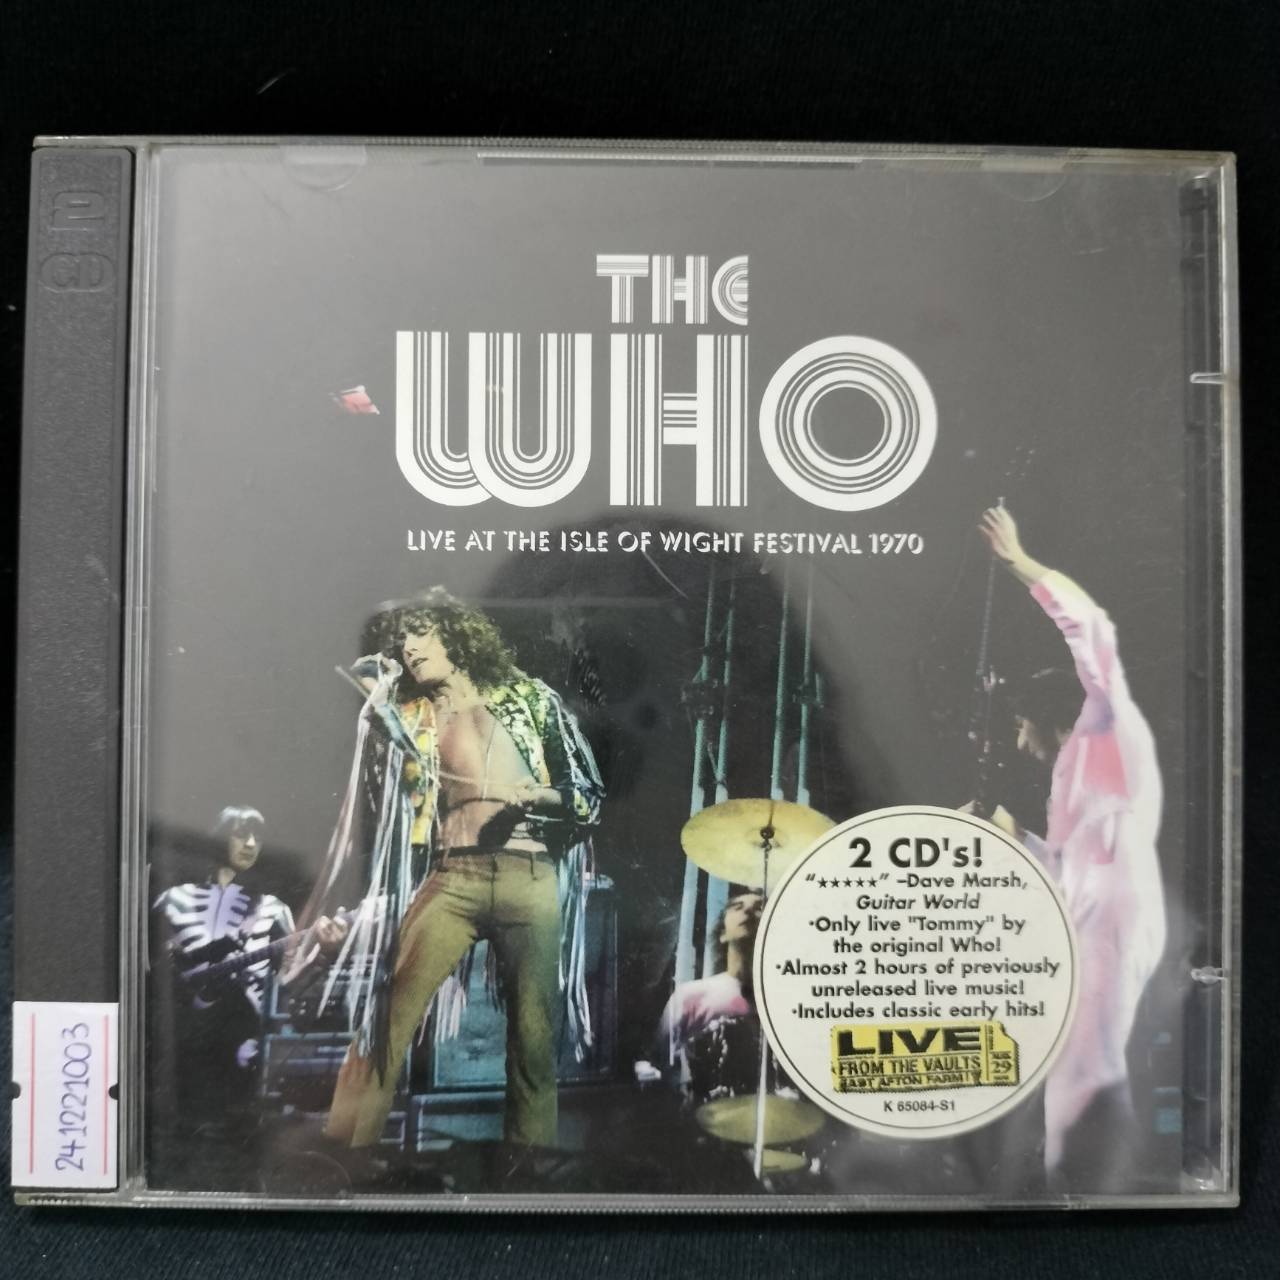 2
CD
THE
WHO
LIVE AT THE ISLE OF WIGHT FESTIVAL 1970
2 CD's!
"★★★★★" –Dave Marsh,
Guitar World
•Only live "Tommy" by
the original Who!
•Almost 2 hours of previously
unreleased live music!
•Includes classic early hits!
LIVE
FROM THE VAULTS
EAST AFTON FARM
AUG
29
K 65084-S1
241221003